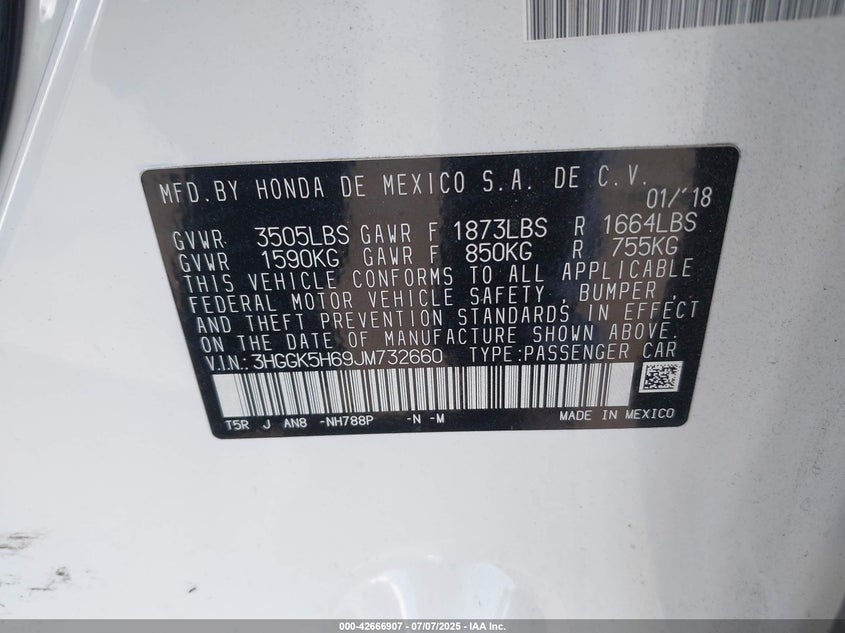 MFD.BY HONDA DE MEXICO S.A. DE C.V.
01/'18
GVWR 3505LBS GAWR F 1873LBS R 1664LBS
GVWR 1590KG GAWR F 850KG R 755KG
THIS VEHICLE CONFORMS TO ALL APPLICABLE
FEDERAL MOTOR VEHICLE SAFETY , BUMPER ,
AND THEFT PREVENTION STANDARDS IN EFFECT
ON THE DATE OF MANUFACTURE SHOWN ABOVE.
V.I.N.: 3HGGK5H69JM732660 TYPE:PASSENGER CAR
T5R J AN8 -NH788P -N -M MADE IN MEXICO
000-42666907 - 07/07/2025 - IAA Inc.